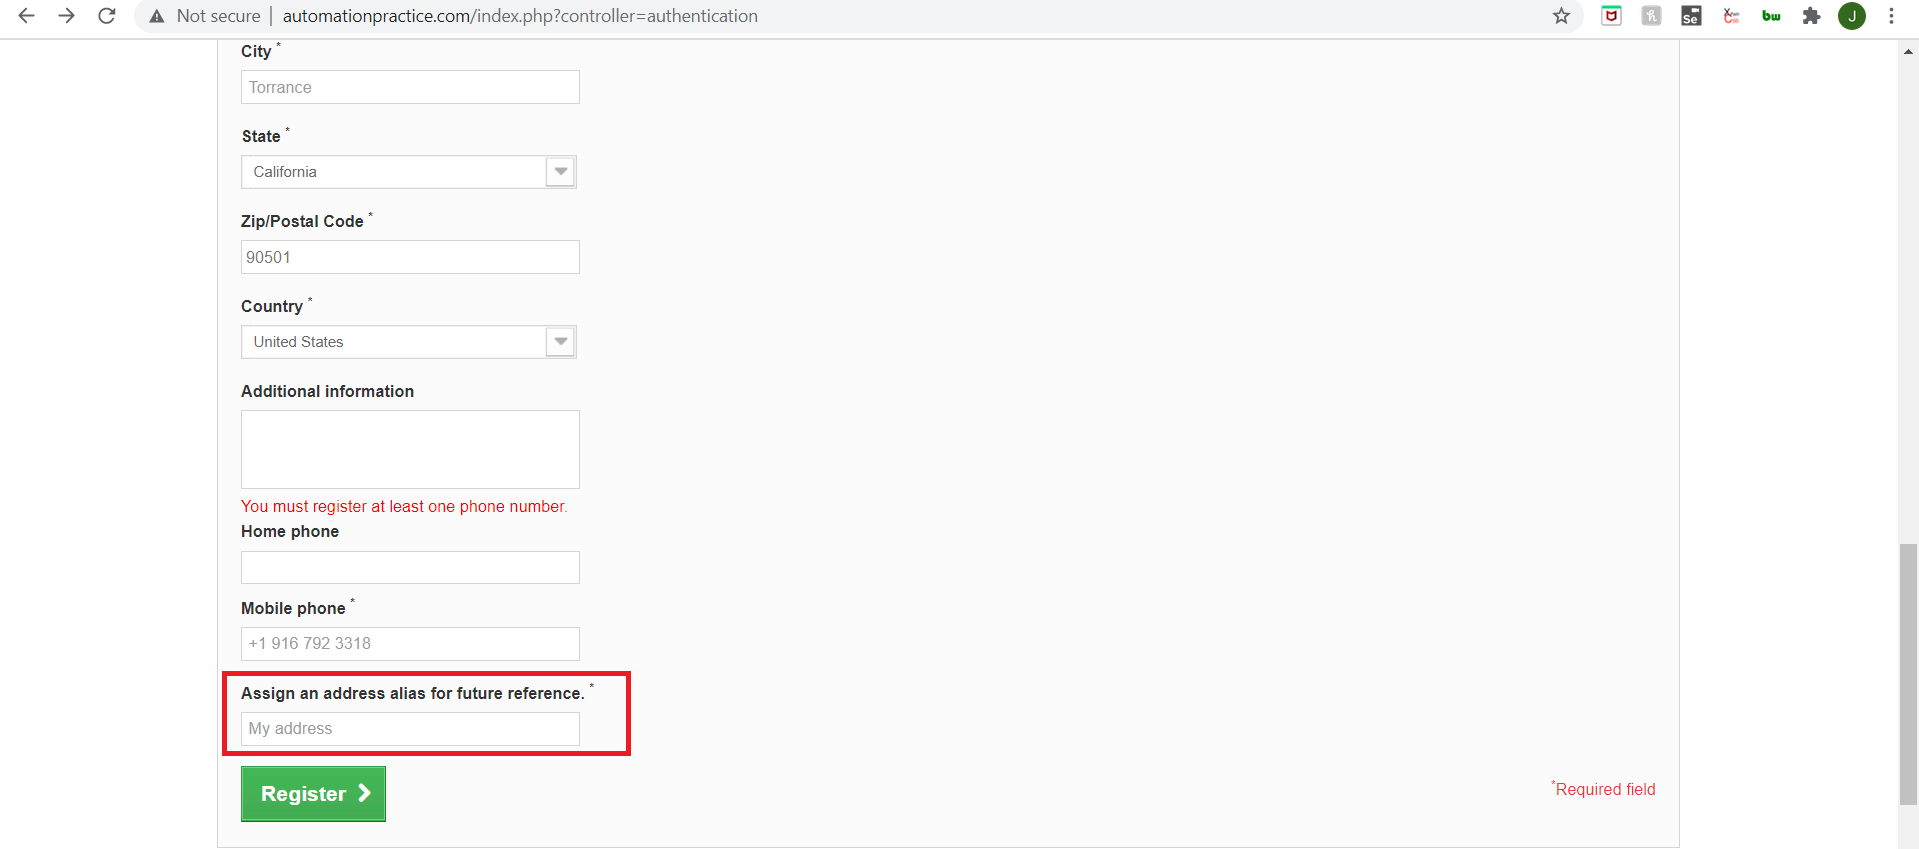 Not secure | automationpractice.com/index.php?controller=authentication
Se
bw
J
City *
Torrance
State *
California
Zip/Postal Code *
90501
Country *
United States
Additional information
You must register at least one phone number.
Home phone
Mobile phone *
+1 916 792 3318
Assign an address alias for future reference. *
My address
Register
*Required field